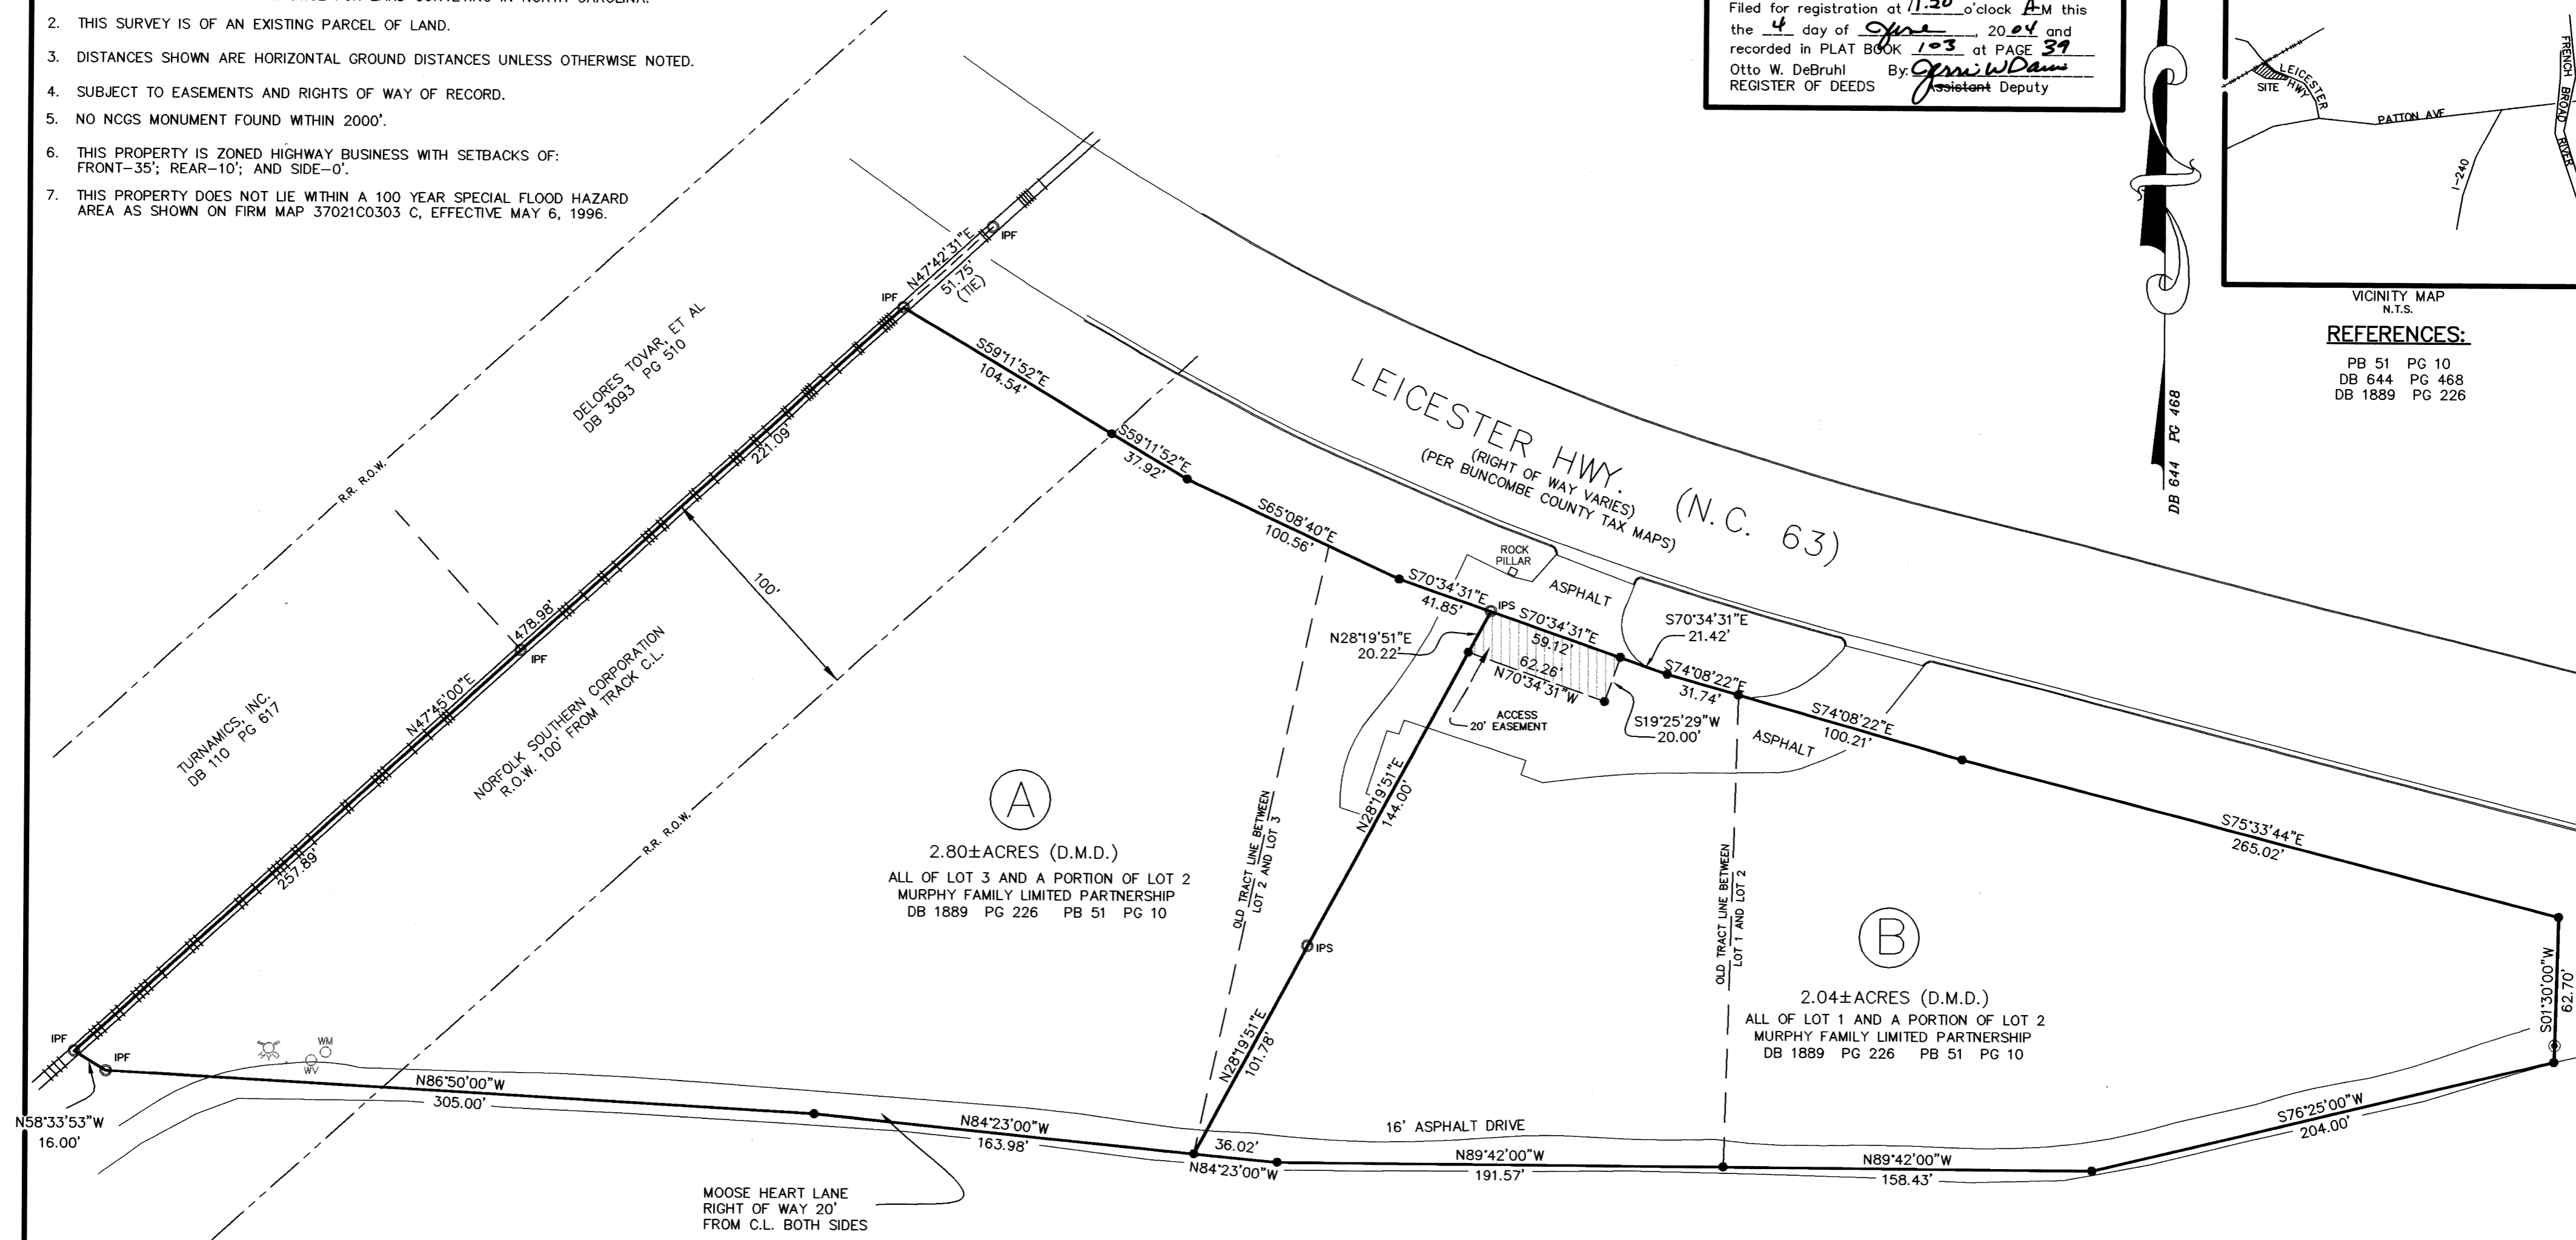 2. THIS SURVEY IS OF AN EXISTING PARCEL OF LAND.
3. DISTANCES SHOWN ARE HORIZONTAL GROUND DISTANCES UNLESS OTHERWISE NOTED.
4. SUBJECT TO EASEMENTS AND RIGHTS OF WAY OF RECORD.
5. NO NCGS MONUMENT FOUND WITHIN 2000'.
6. THIS PROPERTY IS ZONED HIGHWAY BUSINESS WITH SETBACKS OF:
FRONT-35'; REAR-10'; AND SIDE-0'.
7. THIS PROPERTY DOES NOT LIE WITHIN A 100 YEAR SPECIAL FLOOD HAZARD
AREA AS SHOWN ON FIRM MAP 37021C0303 C, EFFECTIVE MAY 6, 1996.
Filed for registration at 11:20 o'clock AM this
the 4 day of June, 2004 and
recorded in PLAT BOOK 103 at PAGE 39
Otto W. DeBruhl By:
REGISTER OF DEEDS Assistant Deputy
DB 644 PG 468
SITE
LEICESTER
HWY
PATTON AVE
I-240
FRENCH BROAD RIVER
VICINITY MAP
N.T.S.
REFERENCES:
PB 51 PG 10
DB 644 PG 468
DB 1889 PG 226
LEICESTER HWY. (N.C. 63)
(RIGHT OF WAY VARIES)
(PER BUNCOMBE COUNTY TAX MAPS)
N47°42'31"E
51.75'
(TIE)
IPF
IPF
DELORES TOVAR, ET AL
DB 3093 PG 510
R.R. R.O.W.
221.09'
S59°11'52"E
104.54'
S59°11'52"E
37.92'
S65°08'40"E
100.56'
S70°34'31"E
41.85'
IPS
ROCK
PILLAR
ASPHALT
S70°34'31"E
59.12'
S70°34'31"E
21.42'
N28°19'51"E
20.22'
62.26'
N70°34'31"W
S19°25'29"W
20.00'
ACCESS
20' EASEMENT
S74°08'22"E
31.74'
S74°08'22"E
100.21'
ASPHALT
S75°33'44"E
265.02'
S01°30'00"W
62.70'
100'
478.98'
IPF
N47°45'00"E
TURNAMICS, INC.
DB 110 PG 617
NORFOLK SOUTHERN CORPORATION
R.O.W. 100' FROM TRACK C.L.
R.R. R.O.W.
257.89'
A
2.80±ACRES (D.M.D.)
ALL OF LOT 3 AND A PORTION OF LOT 2
MURPHY FAMILY LIMITED PARTNERSHIP
DB 1889 PG 226 PB 51 PG 10
OLD TRACT LINE BETWEEN
LOT 2 AND LOT 3
N28°19'51"E
144.00'
IPS
N28°19'51"E
101.78'
OLD TRACT LINE BETWEEN
LOT 1 AND LOT 2
B
2.04±ACRES (D.M.D.)
ALL OF LOT 1 AND A PORTION OF LOT 2
MURPHY FAMILY LIMITED PARTNERSHIP
DB 1889 PG 226 PB 51 PG 10
IPF
IPF
WM
WV
N58°33'53"W
16.00'
N86°50'00"W
305.00'
N84°23'00"W
163.98'
36.02'
N84°23'00"W
16' ASPHALT DRIVE
N89°42'00"W
191.57'
N89°42'00"W
158.43'
S76°25'00"W
204.00'
MOOSE HEART LANE
RIGHT OF WAY 20'
FROM C.L. BOTH SIDES